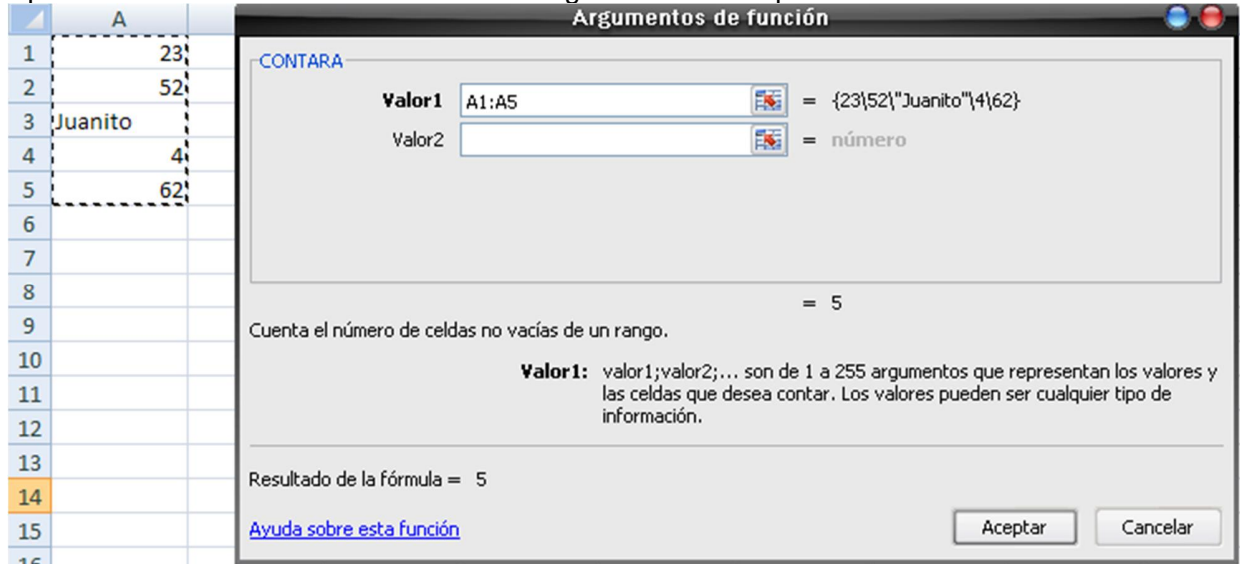 Argumentos de función
A
1 23
2 52
3 Juanito
4 4
5 62
6
7
8
9
10
11
12
13
14
15
16
CONTARA
Valor1 A1:A5 = {23\52\"Juanito"\4\62}
Valor2 = número
= 5
Cuenta el número de celdas no vacías de un rango.
Valor1: valor1;valor2;... son de 1 a 255 argumentos que representan los valores y
las celdas que desea contar. Los valores pueden ser cualquier tipo de
información.
Resultado de la fórmula = 5
Ayuda sobre esta función
Aceptar Cancelar